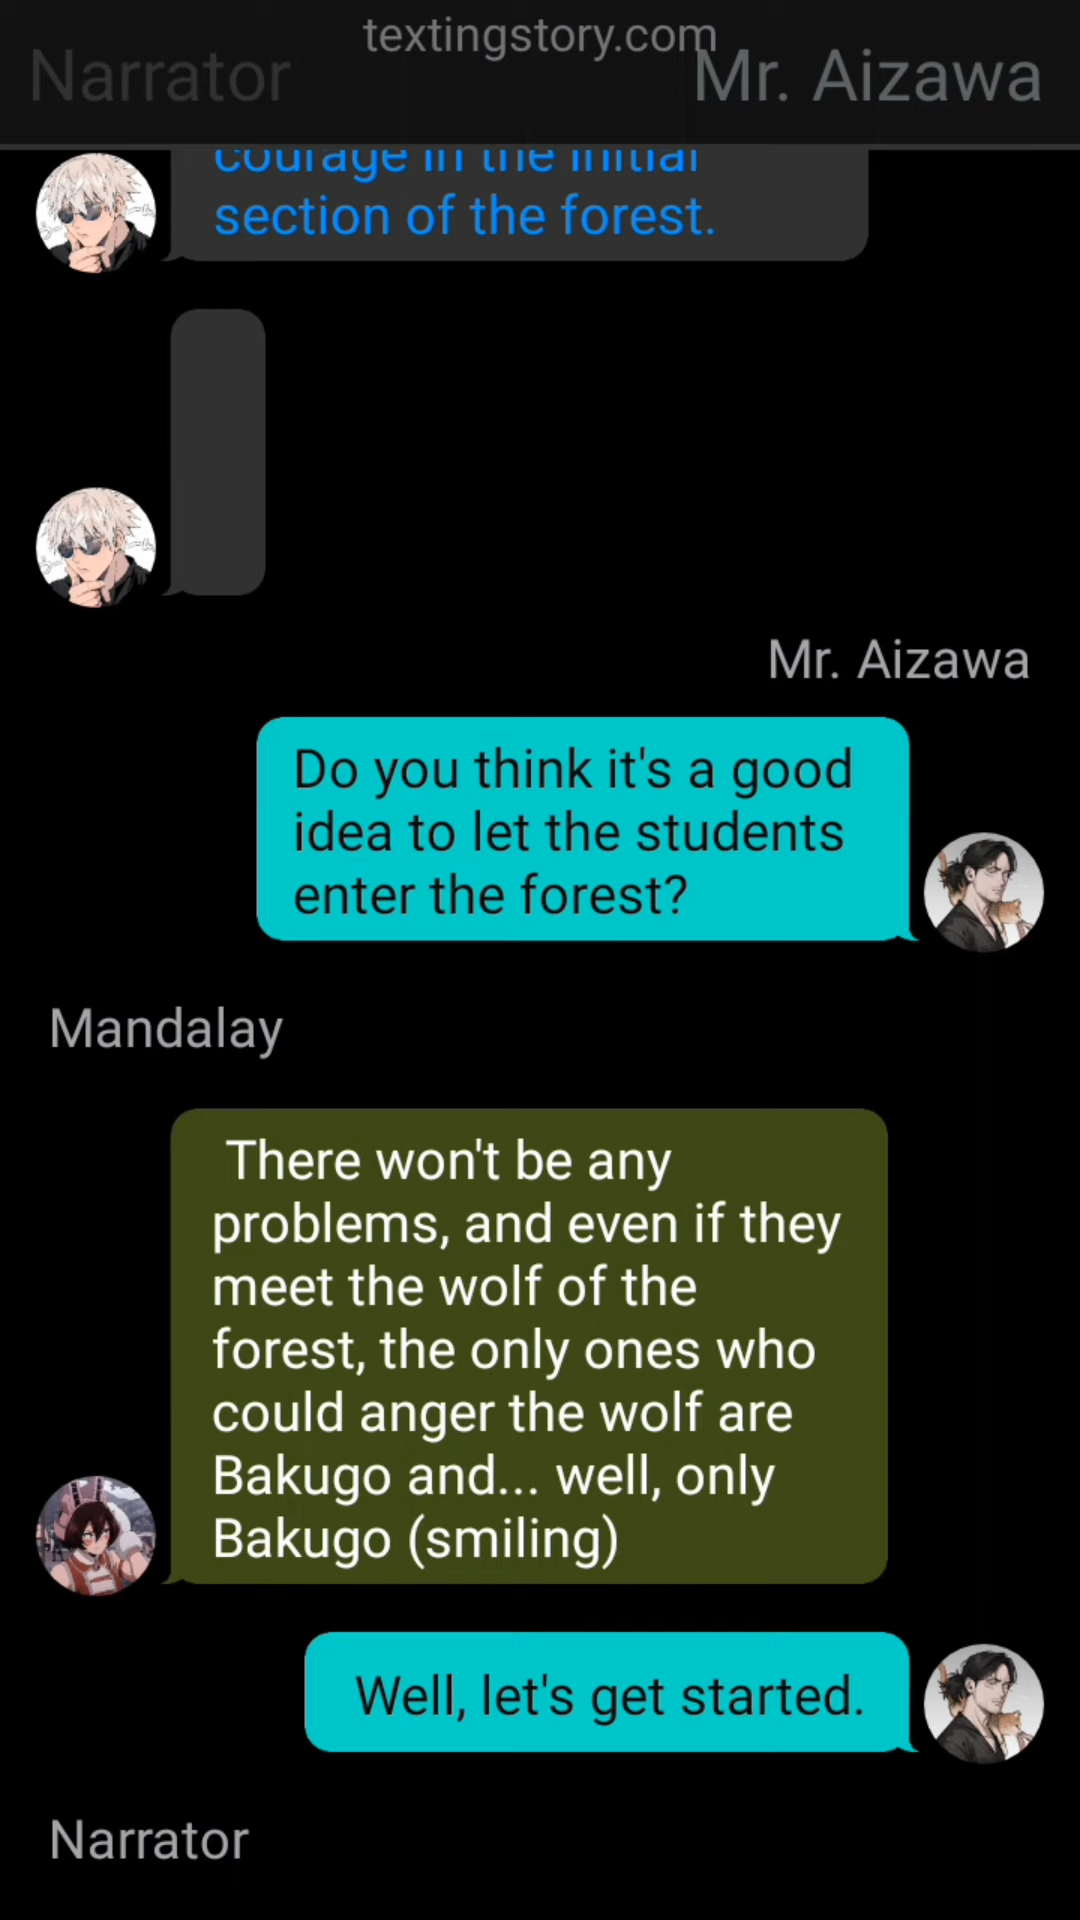 textingstory.com
Narrator
Mr. Aizawa
courage in the initial
section of the forest.
Mr. Aizawa
Do you think it's a good
idea to let the students
enter the forest?
Mandalay
There won't be any
problems, and even if they
meet the wolf of the
forest, the only ones who
could anger the wolf are
Bakugo and... well, only
Bakugo (smiling)
Well, let's get started.
Narrator